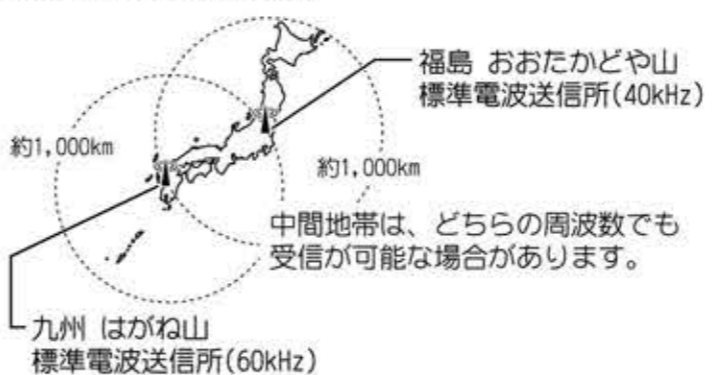 福島 おおたかどや山
標準電波送信所(40kHz)
約1,000km
約1,000km
中間地帯は、どちらの周波数でも
受信が可能な場合があります。
九州 はがね山
標準電波送信所(60kHz)